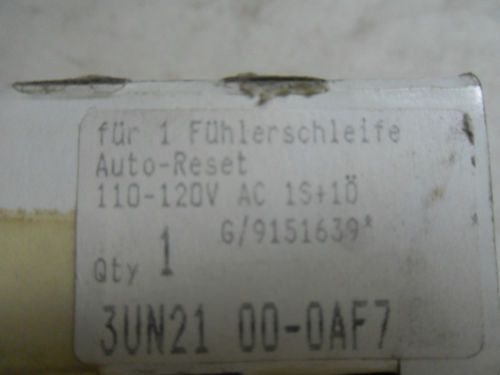 für 1 Fühlerschleife
Auto-Reset
110-120V AC 1S+1Ö
G/9151639*
Qty 1
3UN21 00-0AF7